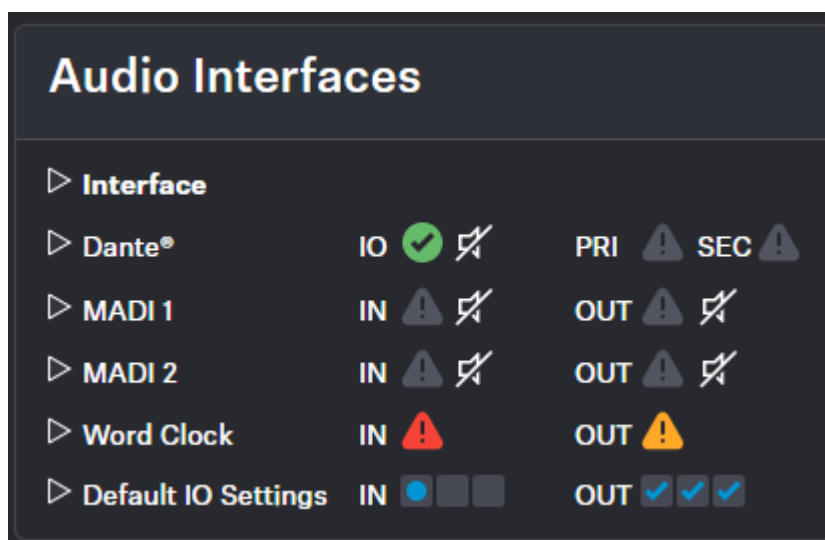 Audio Interfaces
Interface
Dante® IO PRI SEC
MADI 1 IN OUT
MADI 2 IN OUT
Word Clock IN OUT
Default IO Settings IN OUT